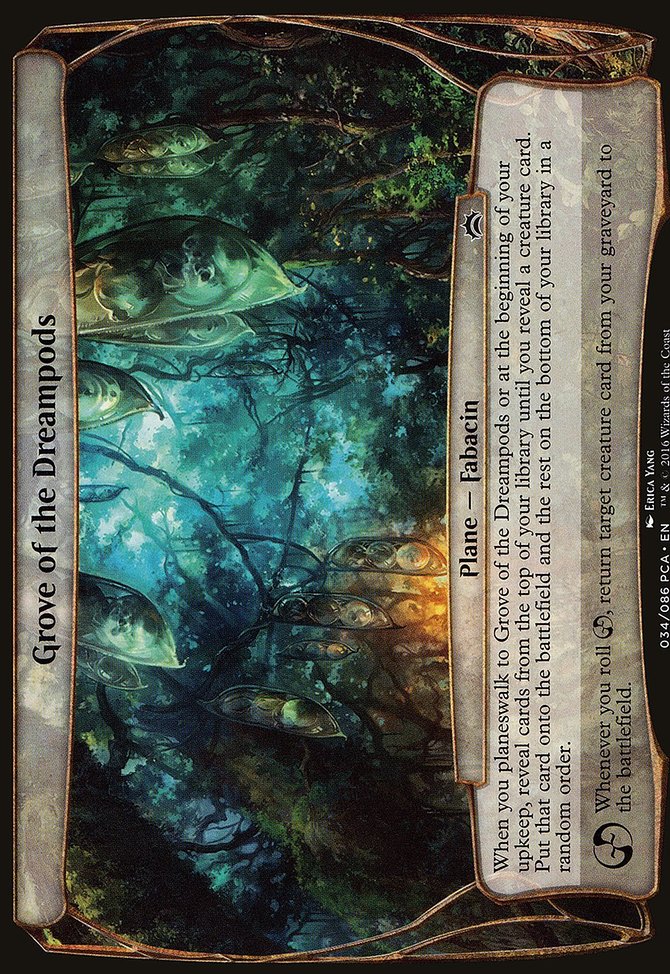 Grove of the Dreampods
Plane — Fabacin
When you planeswalk to Grove of the Dreampods or at the beginning of your
upkeep, reveal cards from the top of your library until you reveal a creature card.
Put that card onto the battlefield and the rest on the bottom of your library in a
random order.
Whenever you roll , return target creature card from your graveyard to
the battlefield.
Erica Yang
034/086 PCA • EN ™ & © 2016 Wizards of the Coast